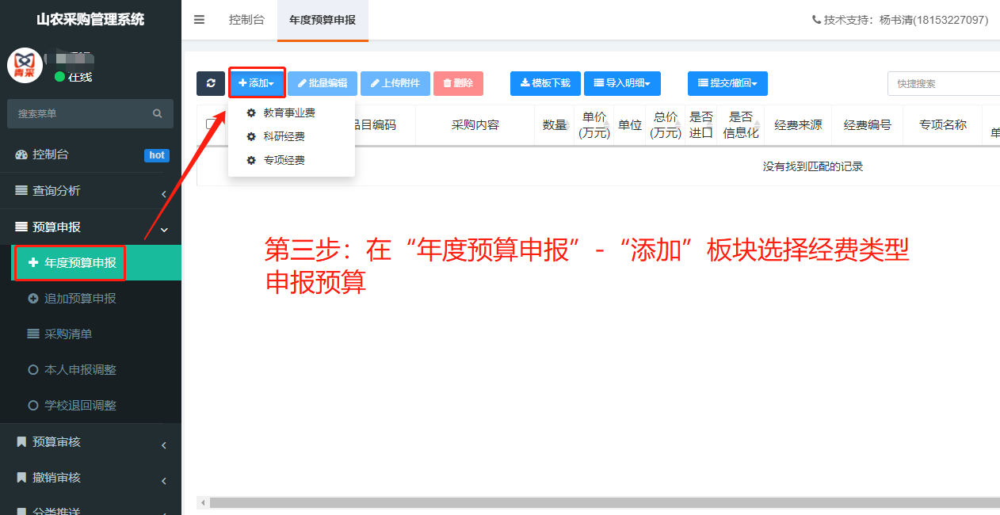 山农采购管理系统
控制台
年度预算申报
技术支持：杨书清(18153227097)
青采
在线
搜索菜单
控制台
hot
查询分析
预算申报
年度预算申报
追加预算申报
采购清单
本人申报调整
学校退回调整
预算审核
撤销审核
分类推送
添加
批量编辑
上传附件
删除
模板下载
导入明细
提交/撤回
快捷搜索
教育事业费
科研经费
专项经费
品目编码
采购内容
数量
单价
(万元)
单位
总价
(万元)
是否
进口
是否
信息化
经费来源
经费编号
专项名称
单
没有找到匹配的记录
第三步：在“年度预算申报”-“添加”板块选择经费类型
申报预算